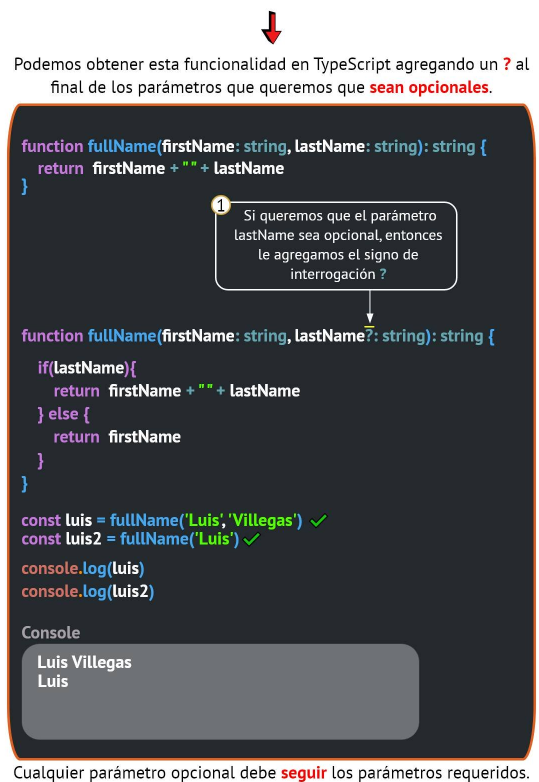 Podemos obtener esta funcionalidad en TypeScript agregando un ? al
final de los parámetros que queremos que sean opcionales.
function fullName(firstName: string, lastName: string): string {
return firstName + " " + lastName
}
1
Si queremos que el parámetro
lastName sea opcional, entonces
le agregamos el signo de
interrogación ?
function fullName(firstName: string, lastName?: string): string {
if(lastName){
return firstName + " " + lastName
} else {
return firstName
}
}
const luis = fullName('Luis','Villegas')
const luis2 = fullName('Luis')
console.log(luis)
console.log(luis2)
Console
Luis Villegas
Luis
Cualquier parámetro opcional debe seguir los parámetros requeridos.